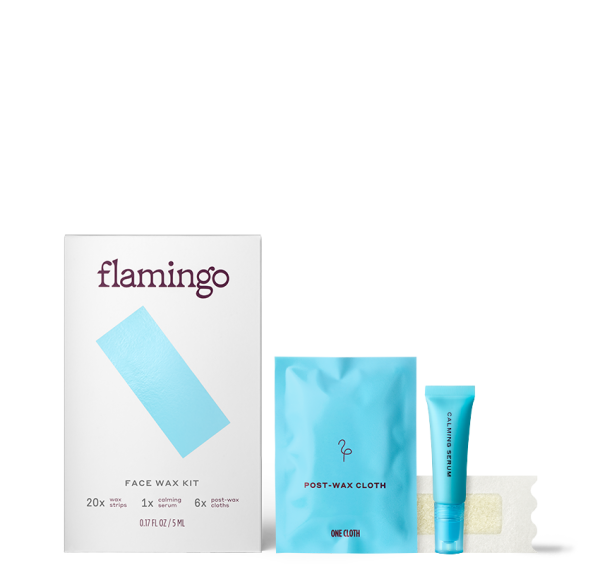 flamingo
FACE WAX KIT
20x wax strips 1x calming serum 6x post-wax cloths
0.17 FL OZ / 5 ML
POST-WAX CLOTH
ONE CLOTH
CALMING SERUM